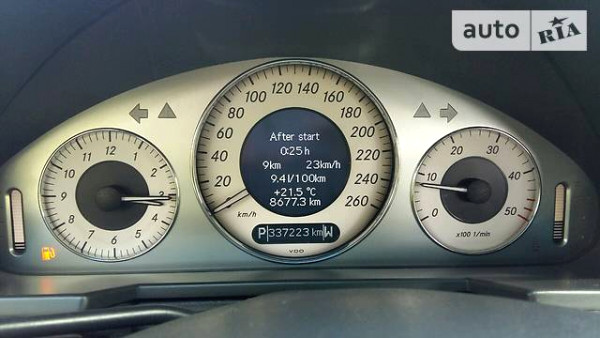 auto RIA
After start
0:25 h
9km 23km/h
9.4l/100km
+21.5 °C
8677.3 km
P 337223 km W
VDO
km/h
20 40 60 80 100 120 140 160 180 200 220 240 260
12 1 2 3 4 5 6 7 8 9 10 11
0 10 20 30 40 50
x100 1/min